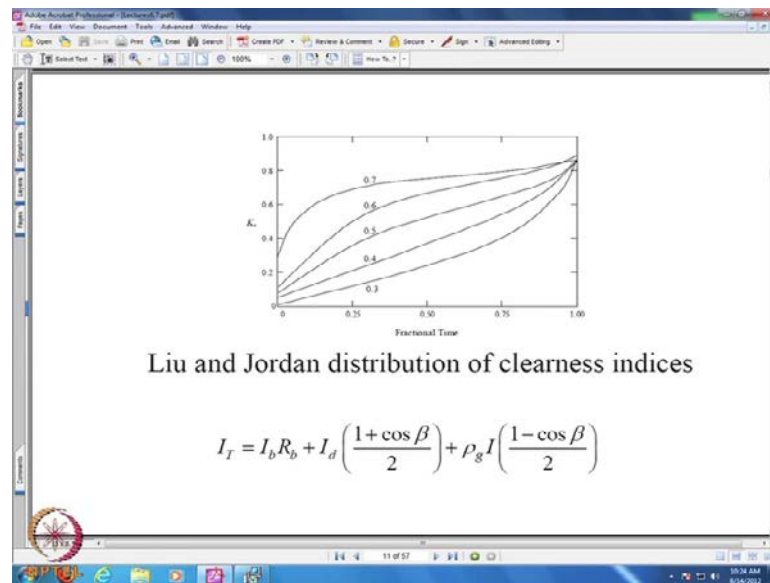 Adobe Acrobat Professional - [Lecture6,7.pdf]
File Edit View Document Tools Advanced Window Help
Open Save Print Email Search Create PDF Review & Comment Secure Sign Advanced Editing
Select Text 100% How To..?
Bookmarks
Signatures
Layers
Pages
Comments
1.0
0.8
0.6
0.4
0.2
0
0.7
0.6
0.5
0.4
0.3
0 0.25 0.50 0.75 1.00
Fractional Time
Liu and Jordan distribution of clearness indices
I_T = I_b R_b + I_d ((1 + cos β) / 2) + ρ_g I ((1 − cos β) / 2)
11 of 57
10:24 AM